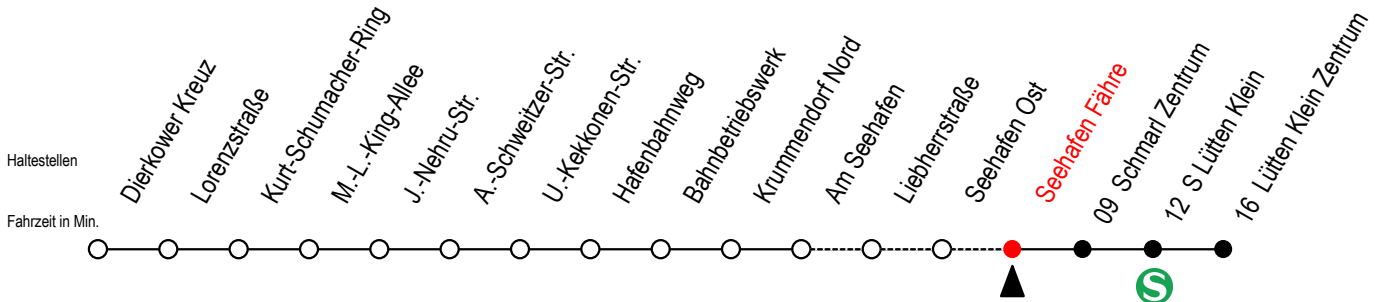 Haltestellen
Fahrzeit in Min.
Dierkower Kreuz
Lorenzstraße
Kurt-Schumacher-Ring
M.-L.-King-Allee
J.-Nehru-Str.
A.-Schweitzer-Str.
U.-Kekkonen-Str.
Hafenbahnweg
Bahnbetriebswerk
Krummendorf Nord
Am Seehafen
Liebherrstraße
Seehafen Ost
Seehafen Fähre
09 Schmarl Zentrum
12 S Lütten Klein
16 Lütten Klein Zentrum
S